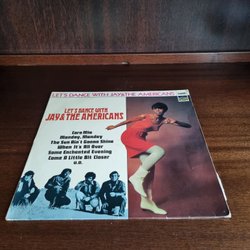 LET'S DANCE WITH JAY & THE AMERICANS
LET'S DANCE WITH
JAY & THE AMERICANS
Cara Mia
Monday, Monday
The Sun Ain't Gonna Shine
When It's All Over
Some Enchanted Evening
Come A Little Bit Closer
u.a.